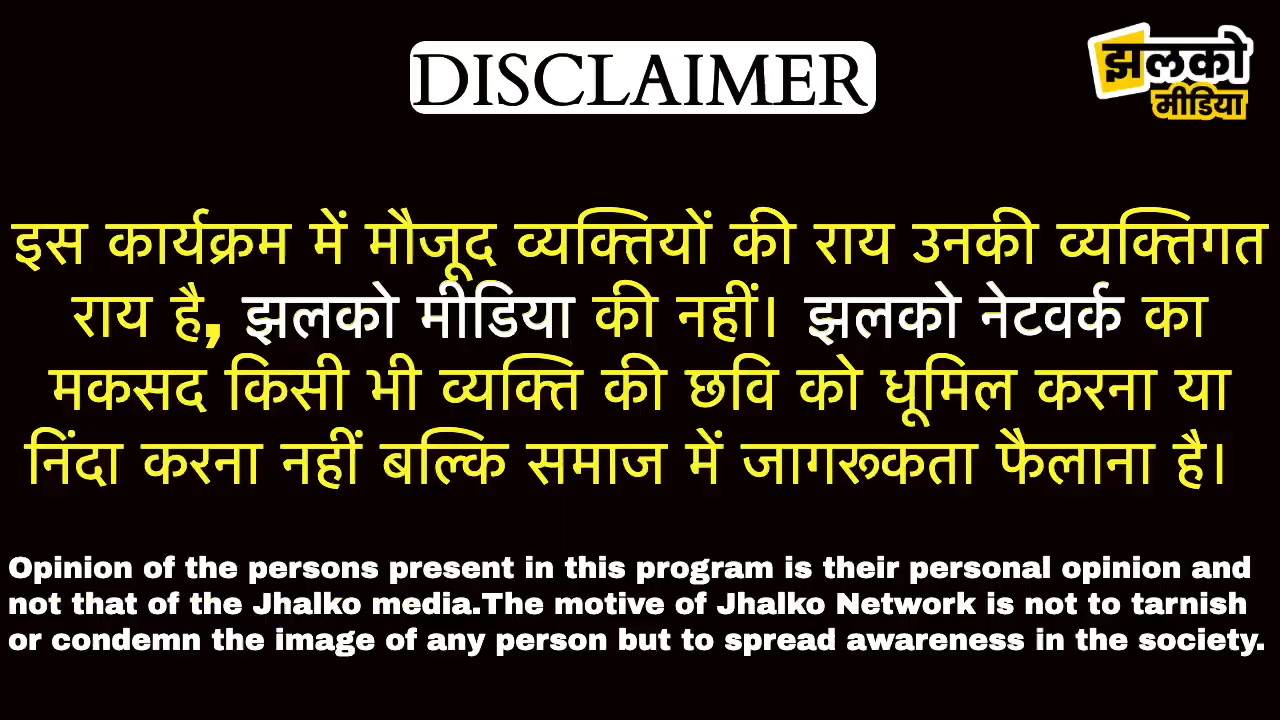 DISCLAIMER
झलको
मीडिया
इस कार्यक्रम में मौजूद व्यक्तियों की राय उनकी व्यक्तिगत
राय है, झलको मीडिया की नहीं। झलको नेटवर्क का
मकसद किसी भी व्यक्ति की छवि को धूमिल करना या
निंदा करना नहीं बल्कि समाज में जागरूकता फैलाना है।
Opinion of the persons present in this program is their personal opinion and
not that of the Jhalko media.The motive of Jhalko Network is not to tarnish
or condemn the image of any person but to spread awareness in the society.